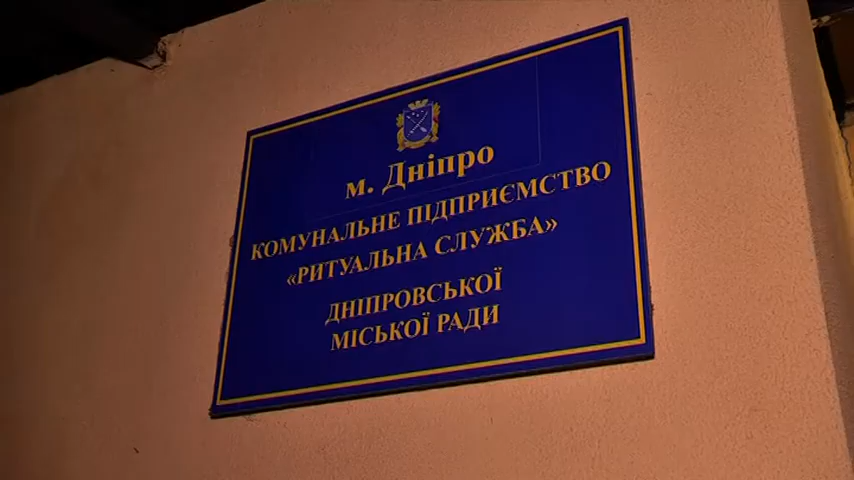 м. Дніпро
КОМУНАЛЬНЕ ПІДПРИЄМСТВО
«РИТУАЛЬНА СЛУЖБА»
ДНІПРОВСЬКОЇ
МІСЬКОЇ РАДИ